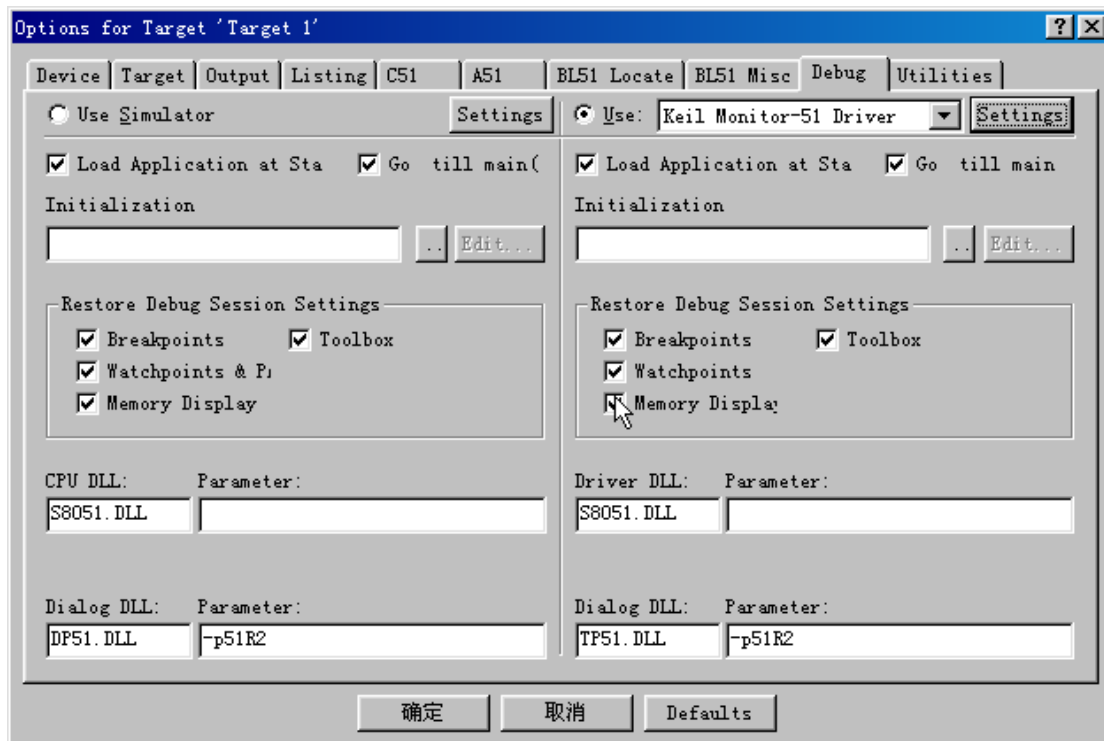 Options for Target 'Target 1'
Device Target Output Listing C51 A51 BL51 Locate BL51 Misc Debug Utilities
Use Simulator Settings Use: Keil Monitor-51 Driver Settings
Load Application at Sta Go till main( Load Application at Sta Go till main
Initialization Initialization
.. Edit... .. Edit...
Restore Debug Session Settings Restore Debug Session Settings
Breakpoints Toolbox Breakpoints Toolbox
Watchpoints & P Watchpoints
Memory Display Memory Display
CPU DLL: Parameter: Driver DLL: Parameter:
S8051.DLL S8051.DLL
Dialog DLL: Parameter: Dialog DLL: Parameter:
DP51.DLL -p51R2 TP51.DLL -p51R2
确定 取消 Defaults